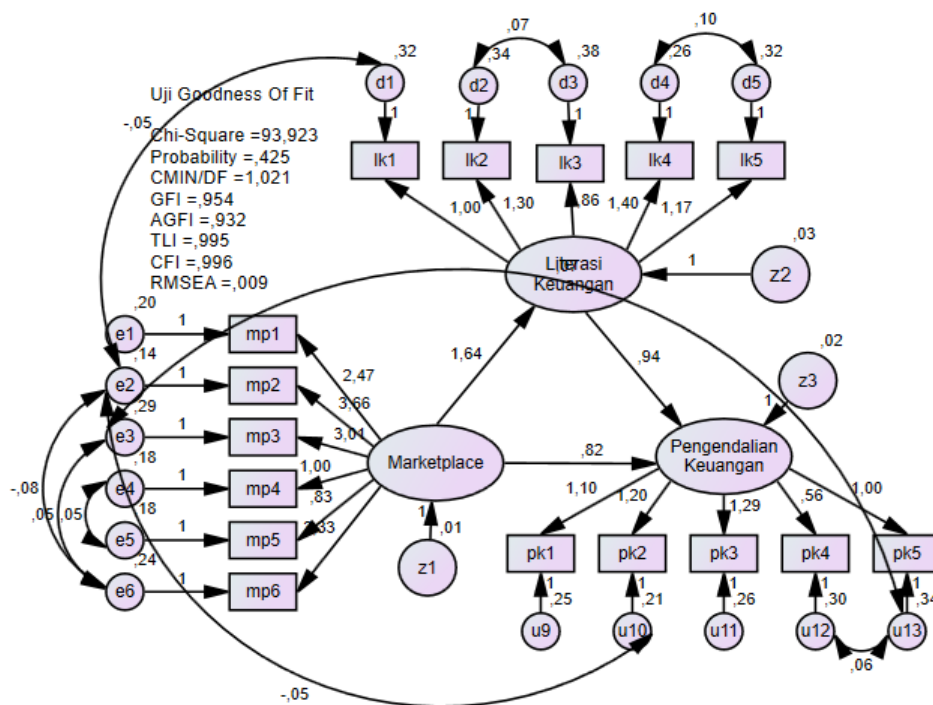 ,07
,10
,32
,34
,38
,26
,32
d1
d2
d3
d4
d5
Uji Goodness Of Fit
1
1
1
1
1
-,05
Chi-Square =93,923
Probability =,425
CMIN/DF =1,021
GFI =,954
AGFI =,932
TLI =,995
CFI =,996
RMSEA =,009
lk1
lk2
lk3
lk4
lk5
1,00
1,30
,86
1,40
1,17
,03
Literasi
Keuangan
,07
1
z2
,20
e1
1
mp1
,14
e2
1
mp2
,29
e3
1
mp3
,18
e4
1
mp4
,18
e5
1
mp5
,24
e6
1
mp6
-,08
,05
,05
2,47
3,66
3,01
1,00
,83
1,64
,94
,02
z3
1
Marketplace
,82
Pengendalian
Keuangan
1
,01
z1
1,10
1,20
1,29
,56
1,00
pk1
pk2
pk3
pk4
pk5
1
,25
1
,21
1
,26
1
,30
1
,34
u9
u10
u11
u12
u13
,06
-,05